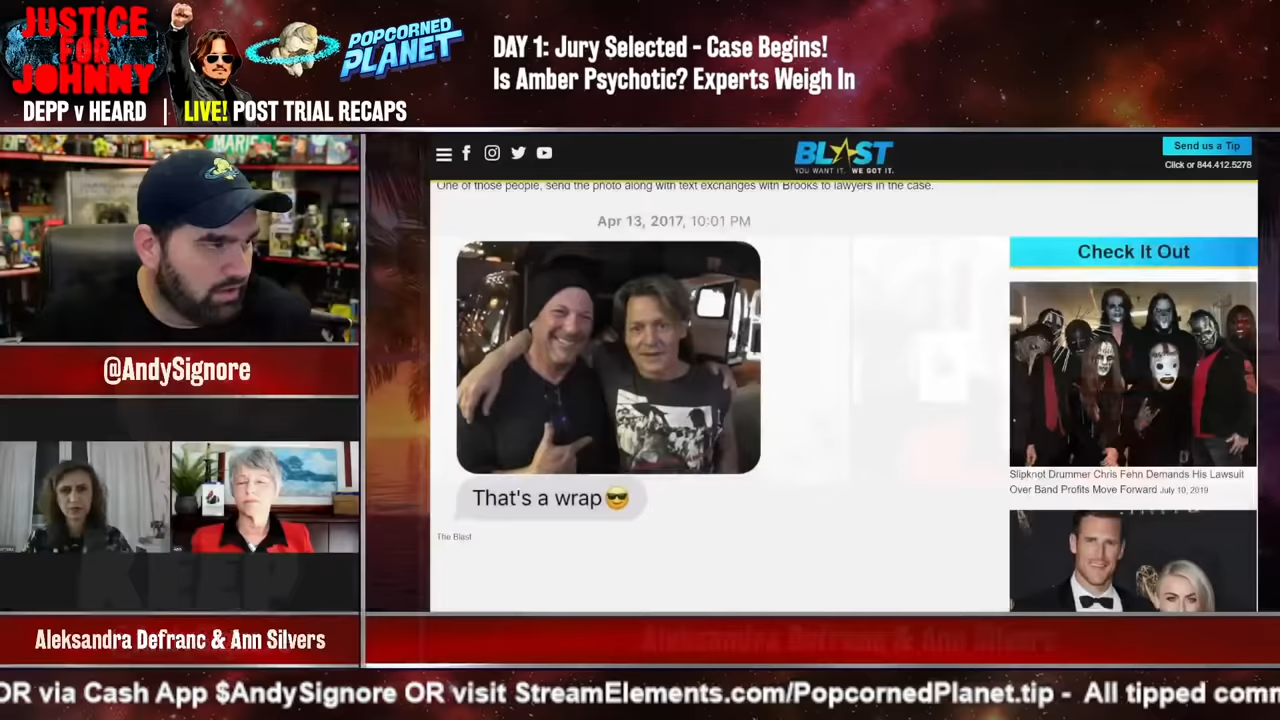 JUSTICE
FOR
JOHNNY
DEPP v HEARD | LIVE! POST TRIAL RECAPS
POPCORNED
PLANET
DAY 1: Jury Selected - Case Begins!
Is Amber Psychotic? Experts Weigh In
@AndySignore
KEEP
Aleksandra Defranc & Ann Silvers
BLAST
YOU WANT IT. WE GOT IT.
Send us a Tip
Click or 844.412.5278
One of those people, send the photo along with text exchanges with Brooks to lawyers in the case.
Apr 13, 2017, 10:01 PM
That's a wrap😎
The Blast
Check It Out
Slipknot Drummer Chris Fehn Demands His Lawsuit
Over Band Profits Move Forward July 10, 2019
Aleksandra Defranc & Ann Silvers
OR via Cash App $AndySignore OR visit StreamElements.com/PopcornedPlanet.tip - All tipped comm